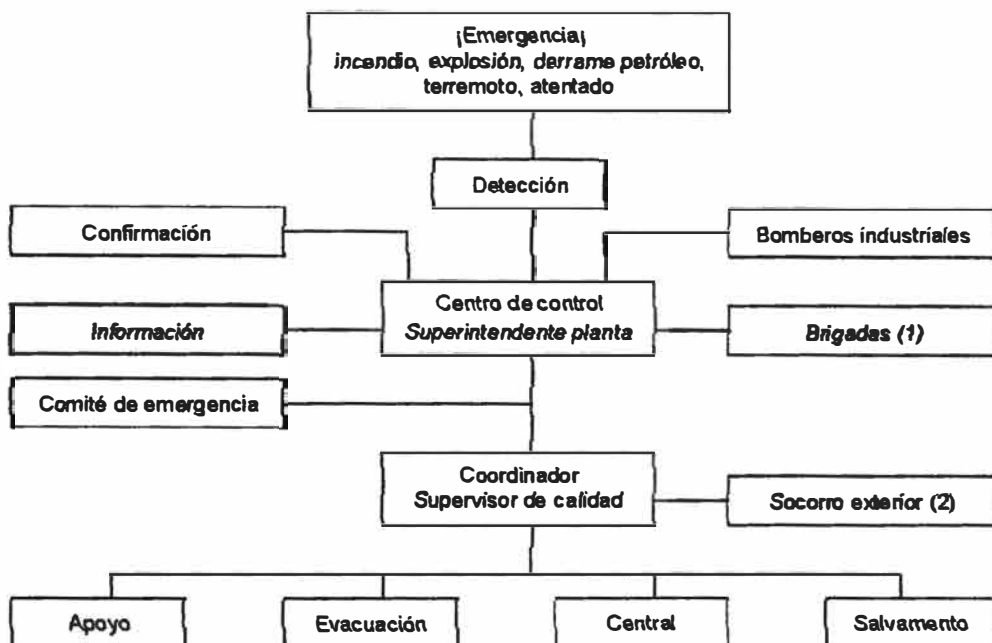 ¡Emergencia¡
incendio, explosión, derrame petróleo,
terremoto, atentado
Detección
Confirmación
Bomberos industriales
Centro de control
Superintendente planta
Información
Brigadas (1)
Comité de emergencia
Coordinador
Supervisor de calidad
Socorro exterior (2)
Apoyo
Evacuación
Central
Salvamento